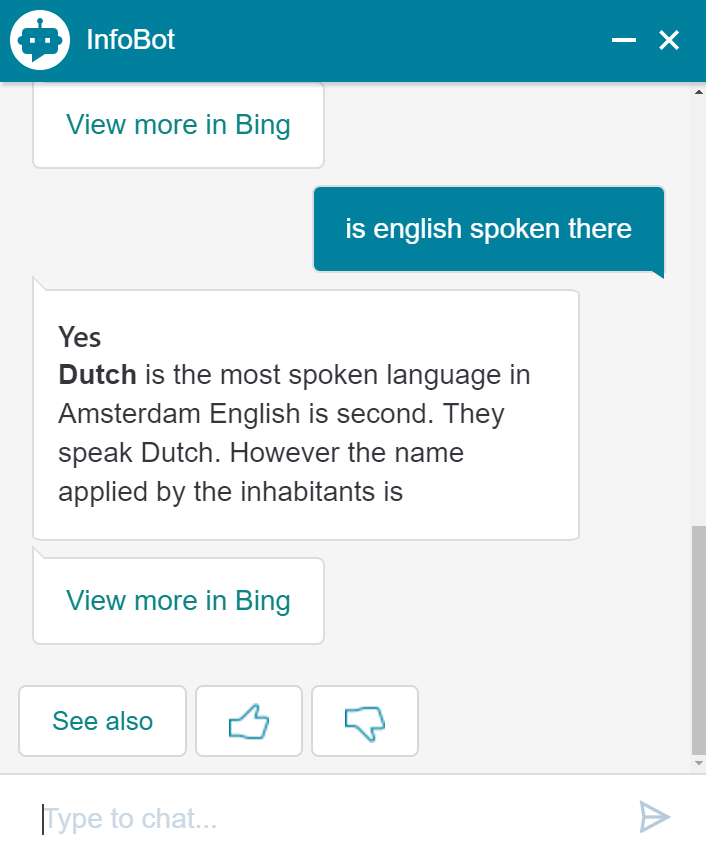 InfoBot
View more in Bing
is english spoken there
Yes
Dutch is the most spoken language in
Amsterdam English is second. They
speak Dutch. However the name
applied by the inhabitants is
View more in Bing
See also
Type to chat...